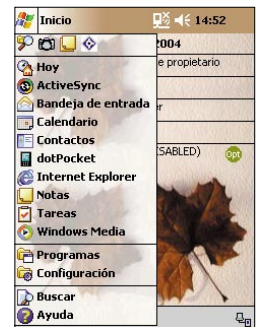 Inicio 14:52
2004
Hoy
e propietario
ActiveSync
Bandeja de entrada
Calendario
Contactos
dotPocket
SABLED) Opt
Internet Explorer
Notas
Tareas
Windows Media
Programas
Configuración
Buscar
Ayuda